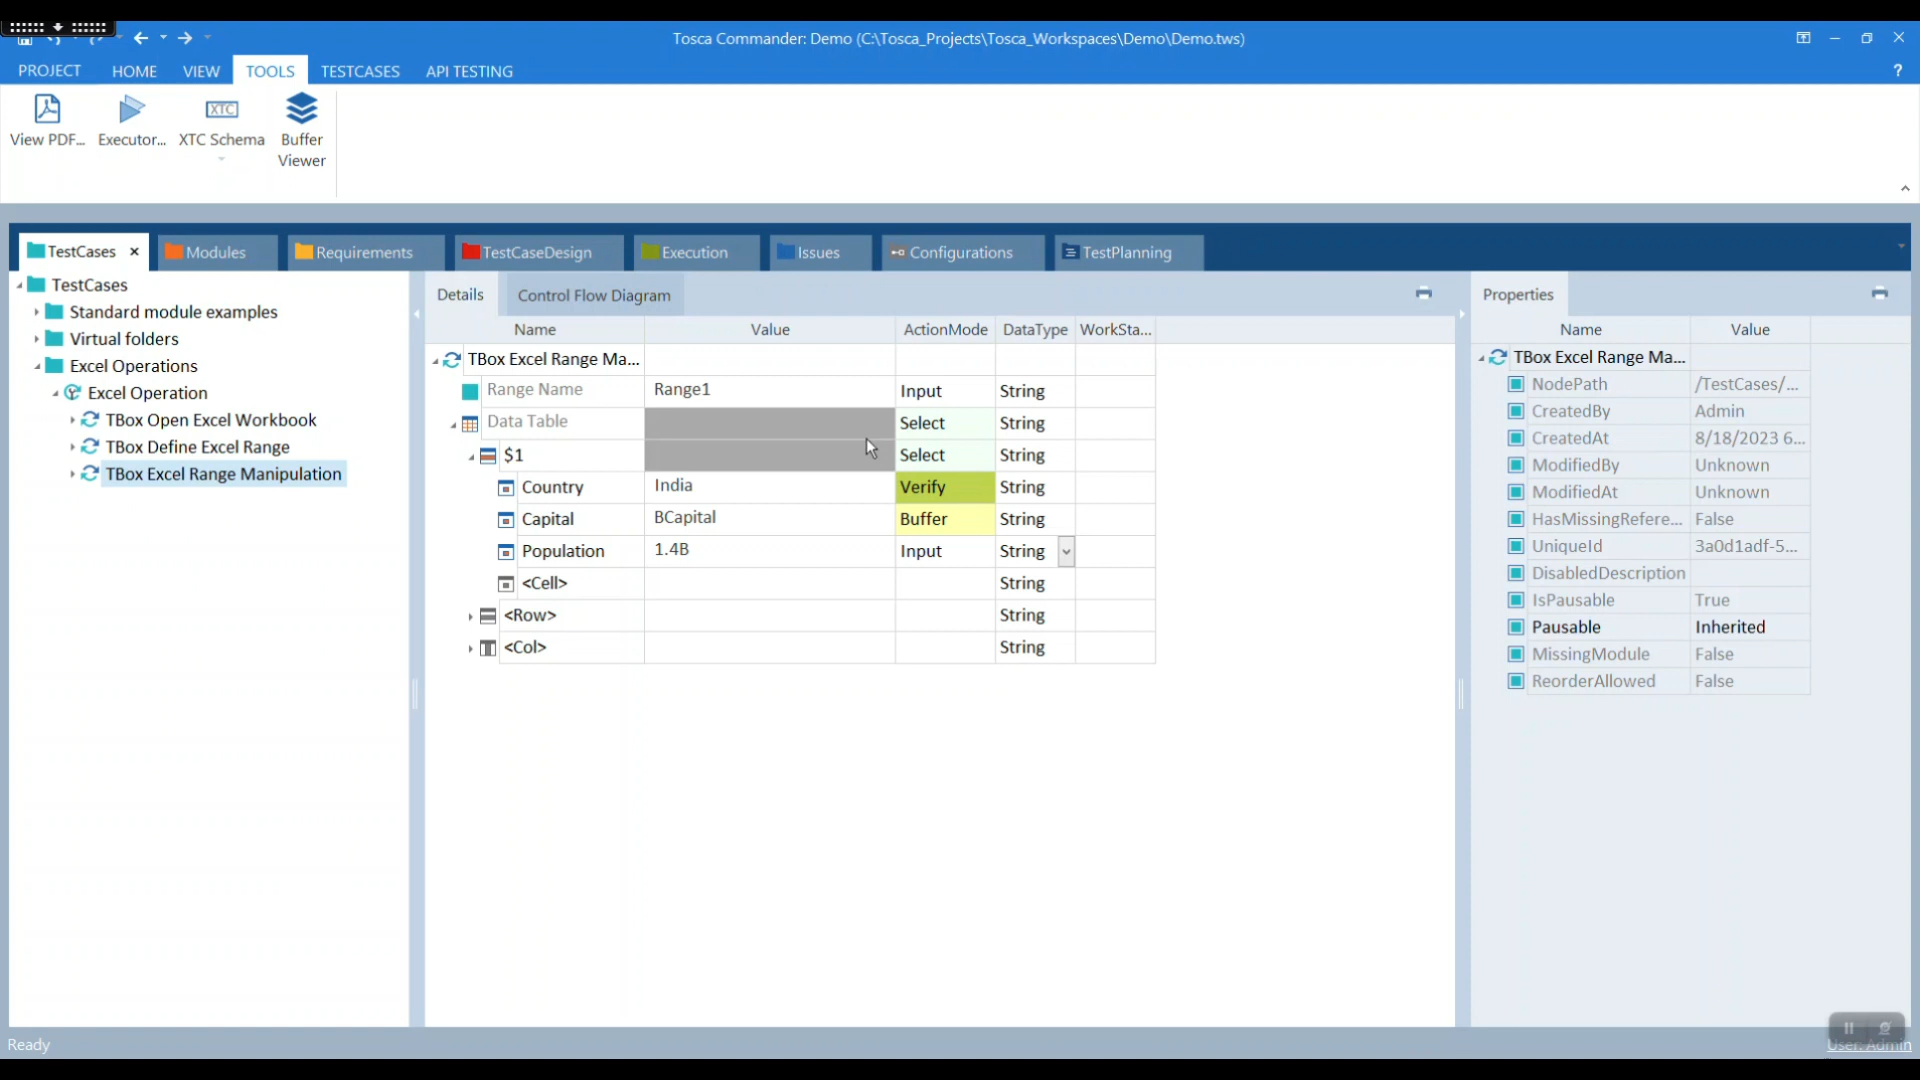 Tosca Commander: Demo (C:\Tosca_Projects\Tosca_Workspaces\Demo\Demo.tws)
PROJECT HOME VIEW TOOLS TESTCASES API TESTING ?
View PDF... Executor... XTC XTC Schema Buffer Viewer
TestCases × Modules Requirements TestCaseDesign Execution Issues Configurations TestPlanning
TestCases
Standard module examples
Virtual folders
Excel Operations
Excel Operation
TBox Open Excel Workbook
TBox Define Excel Range
TBox Excel Range Manipulation
Details Control Flow Diagram
Name Value ActionMode DataType WorkSta...
TBox Excel Range Ma...
Range Name Range1 Input String
Data Table Select String
$1 Select String
Country India Verify String
Capital BCapital Buffer String
Population 1.4B Input String
<Cell> String
<Row> String
<Col> String
Properties
Name Value
TBox Excel Range Ma...
NodePath /TestCases/...
CreatedBy Admin
CreatedAt 8/18/2023 6...
ModifiedBy Unknown
ModifiedAt Unknown
HasMissingRefere... False
UniqueId 3a0d1adf-5...
DisabledDescription
IsPausable True
Pausable Inherited
MissingModule False
ReorderAllowed False
Ready
User: Admin